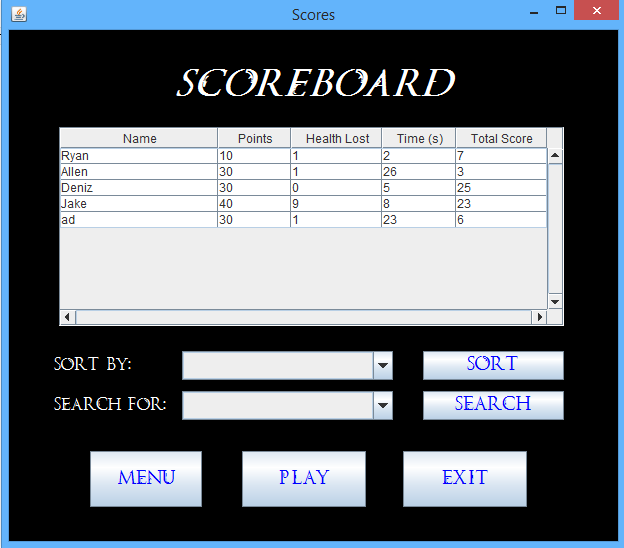 Scores
SCOREBOARD
Name Points Health Lost Time (s) Total Score
Ryan 10 1 2 7
Allen 30 1 26 3
Deniz 30 0 5 25
Jake 40 9 8 23
ad 30 1 23 6
SORT BY: SORT
SEARCH FOR: SEARCH
MENU PLAY EXIT